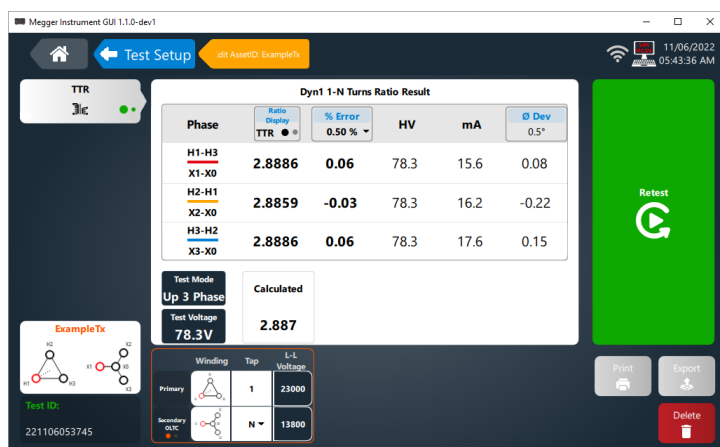 Megger Instrument GUI 1.1.0-dev1
Test Setup
dit AssetID: ExampleTx
11/06/2022
05:43:36 AM
TTR
Dyn1 1-N Turns Ratio Result
Phase
Ratio
Display
TTR
% Error
0.50 %
HV
mA
Ø Dev
0.5°
H1-H3
X1-X0
2.8886 0.06 78.3 15.6 0.08
H2-H1
X2-X0
2.8859 -0.03 78.3 16.2 -0.22
H3-H2
X3-X0
2.8886 0.06 78.3 17.6 0.15
Retest
Test Mode
Up 3 Phase
Calculated
Test Voltage
78.3V
2.887
ExampleTx
H2 X2
X1 X0
H1 H3 X3
Test ID:
221106053745
Winding Tap L-L
Voltage
Primary 1 23000
Secondary
OLTC
N 13800
Print
Export
Delete